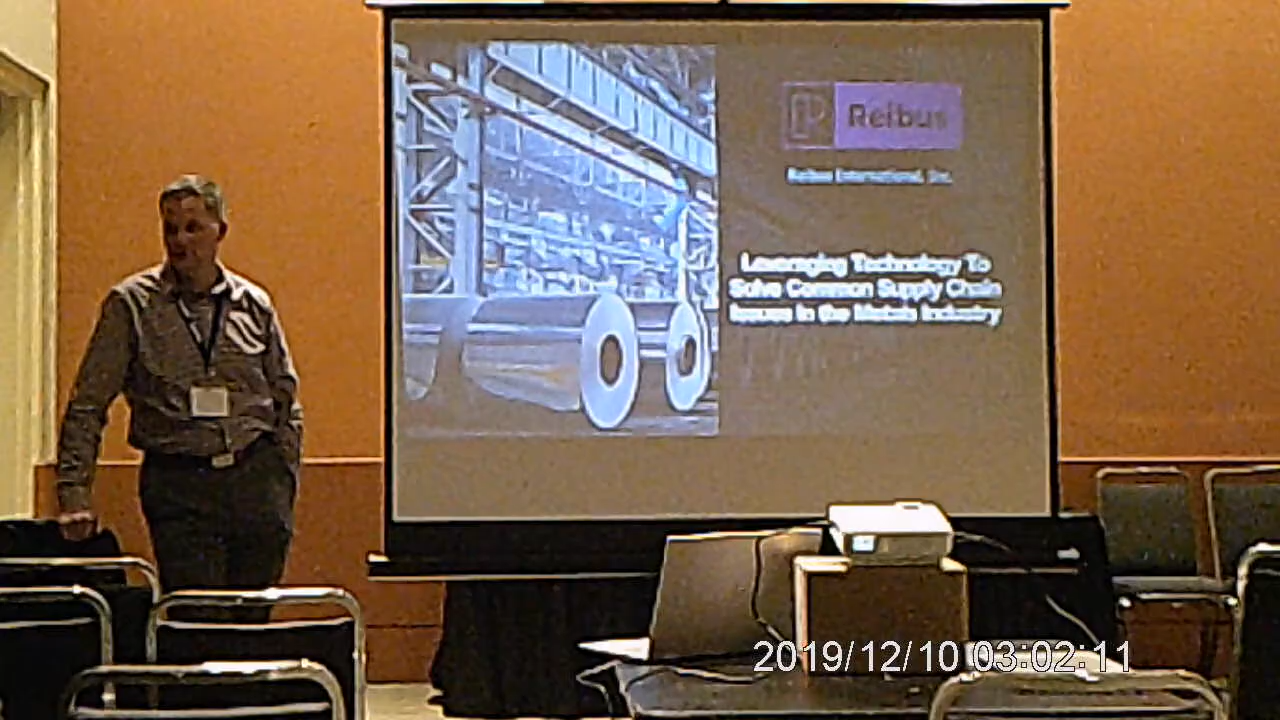 Reibus
Reibus International, Inc.
Leveraging Technology To
Solve Common Supply Chain
Issues in the Metals Industry
2019/12/10 03:02:11